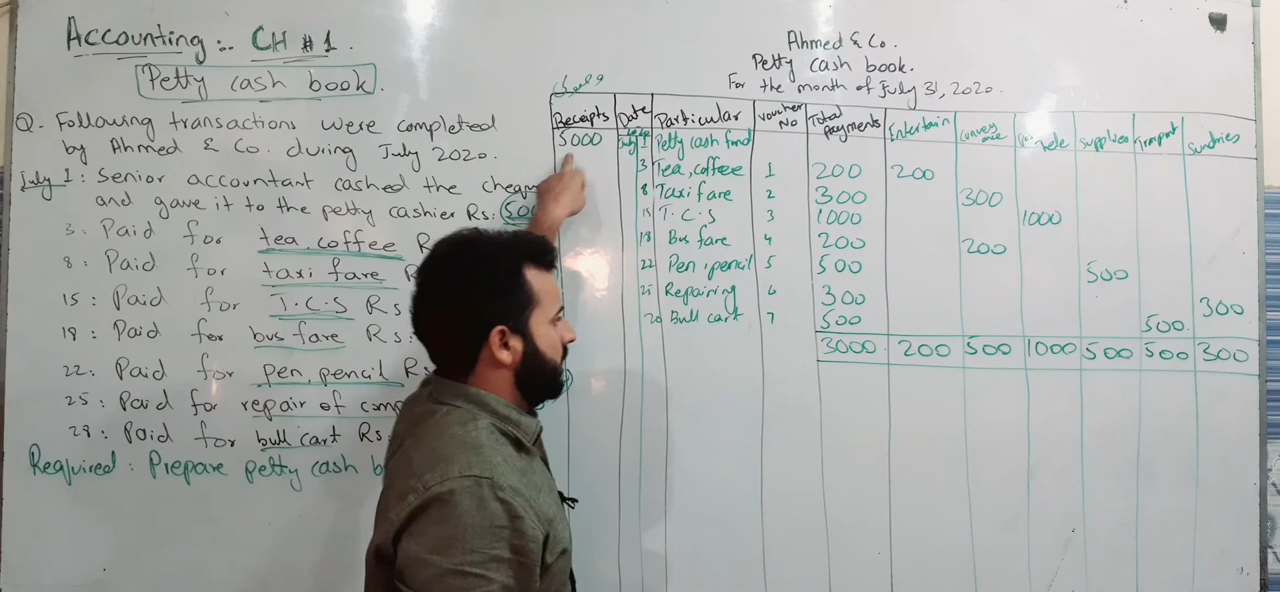 Accounting:- CH # 1.
Petty cash book.
Q. Following transactions were completed
by Ahmed & Co. during July 2020.
July 1: Senior accountant cashed the cheque
and gave it to the petty cashier Rs: 500
3: Paid for tea, coffee R
8: Paid for taxi fare
15: Paid for T.C.S Rs
18: Paid for bus fare Rs:
22: Paid for pen, pencil Rs
25: Paid for repair of comp
28: Paid for bull cart Rs:
Required: Prepare petty cash b
Ahmed & Co.
Petty cash book.
For the month of July 31, 2020.
وصولی
Receipts Date Particular Voucher No Total payments Entertain Conveyance Tele supplies Tranport Sundries
5000 2020 July 1 Petty cash fund
3 Tea, coffee 1 200 200
8 Taxi fare 2 300 300
15 T.C.S 3 1000 1000
18 Bus fare 4 200 200
22 Pen, pencil 5 500 500
25 Repairing 6 300 300
20 Bull cart 7 500 500.
3000 200 500 1000 500 500 300